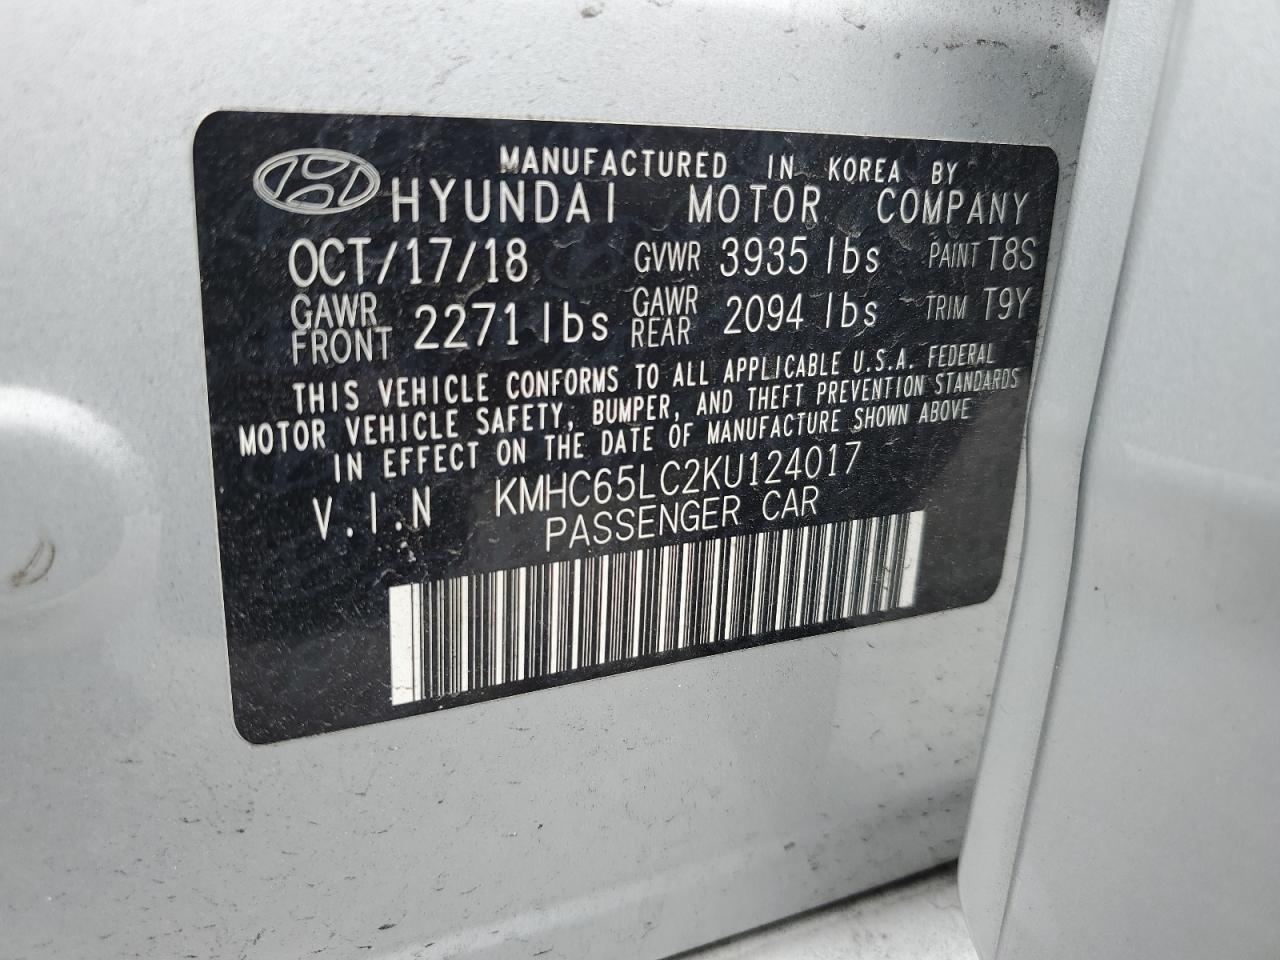 MANUFACTURED IN KOREA BY
HYUNDAI MOTOR COMPANY
OCT/17/18 GVWR 3935 lbs PAINT T8S
GAWR FRONT 2271 lbs GAWR REAR 2094 lbs TRIM T9Y
THIS VEHICLE CONFORMS TO ALL APPLICABLE U.S.A. FEDERAL
MOTOR VEHICLE SAFETY, BUMPER, AND THEFT PREVENTION STANDARDS
IN EFFECT ON THE DATE OF MANUFACTURE SHOWN ABOVE
V.I.N KMHC65LC2KU124017
PASSENGER CAR